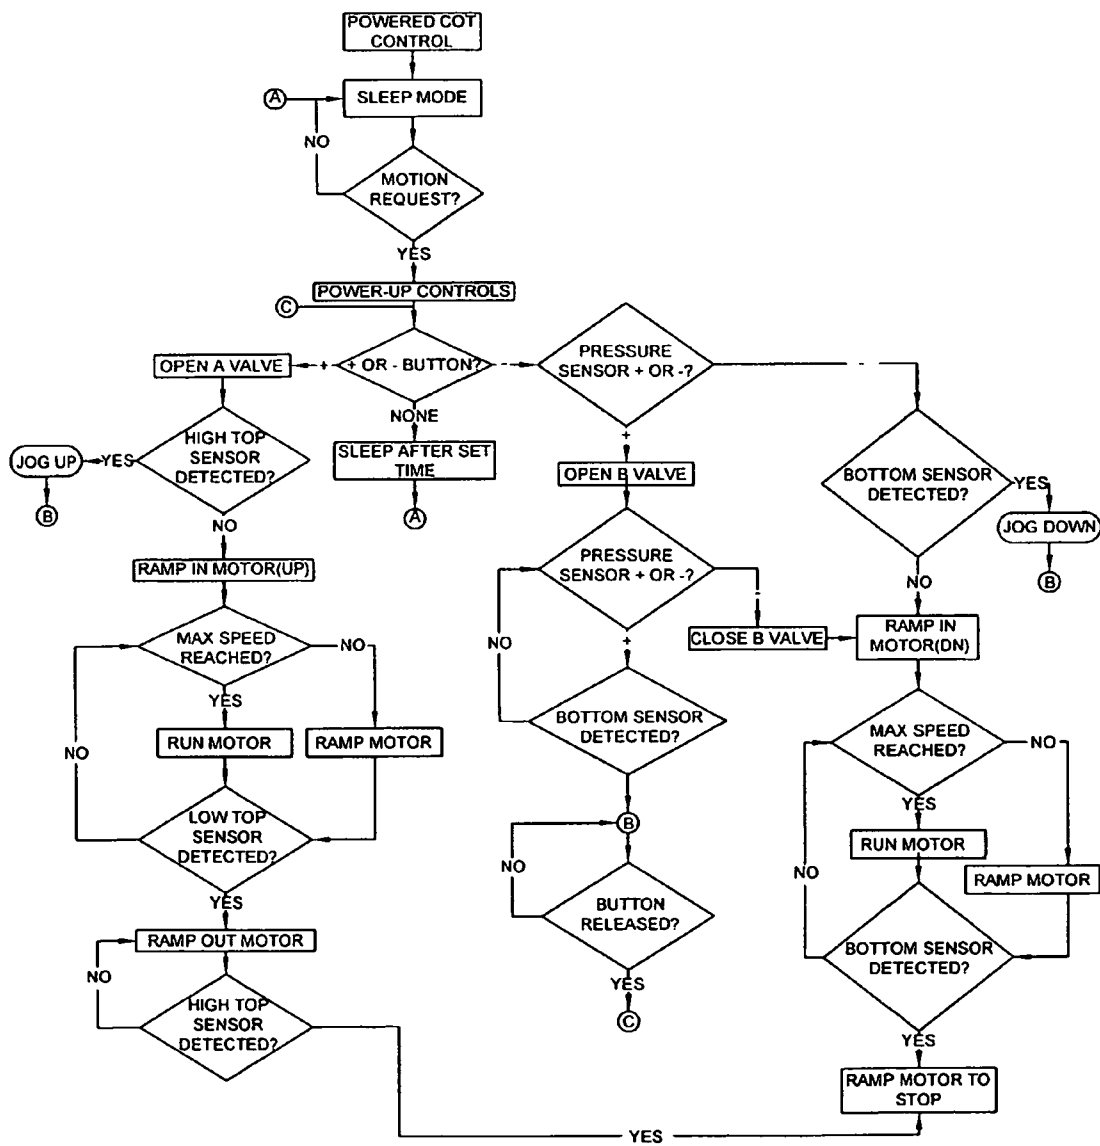 POWERED COT
CONTROL
A
SLEEP MODE
NO
MOTION
REQUEST?
YES
POWER-UP CONTROLS
C
OPEN A VALVE
+
+ OR - BUTTON?
-
PRESSURE
SENSOR + OR -?
-
NONE
SLEEP AFTER SET
TIME
A
HIGH TOP
SENSOR
DETECTED?
YES
JOG UP
B
NO
RAMP IN MOTOR(UP)
MAX SPEED
REACHED?
NO
YES
RUN MOTOR
RAMP MOTOR
NO
LOW TOP
SENSOR
DETECTED?
YES
RAMP OUT MOTOR
NO
HIGH TOP
SENSOR
DETECTED?
YES
+
OPEN B VALVE
PRESSURE
SENSOR + OR -?
-
CLOSE B VALVE
+
NO
BOTTOM SENSOR
DETECTED?
B
NO
BUTTON
RELEASED?
YES
C
BOTTOM SENSOR
DETECTED?
YES
JOG DOWN
B
NO
RAMP IN
MOTOR(DN)
MAX SPEED
REACHED?
NO
YES
RUN MOTOR
RAMP MOTOR
NO
BOTTOM SENSOR
DETECTED?
YES
RAMP MOTOR TO
STOP